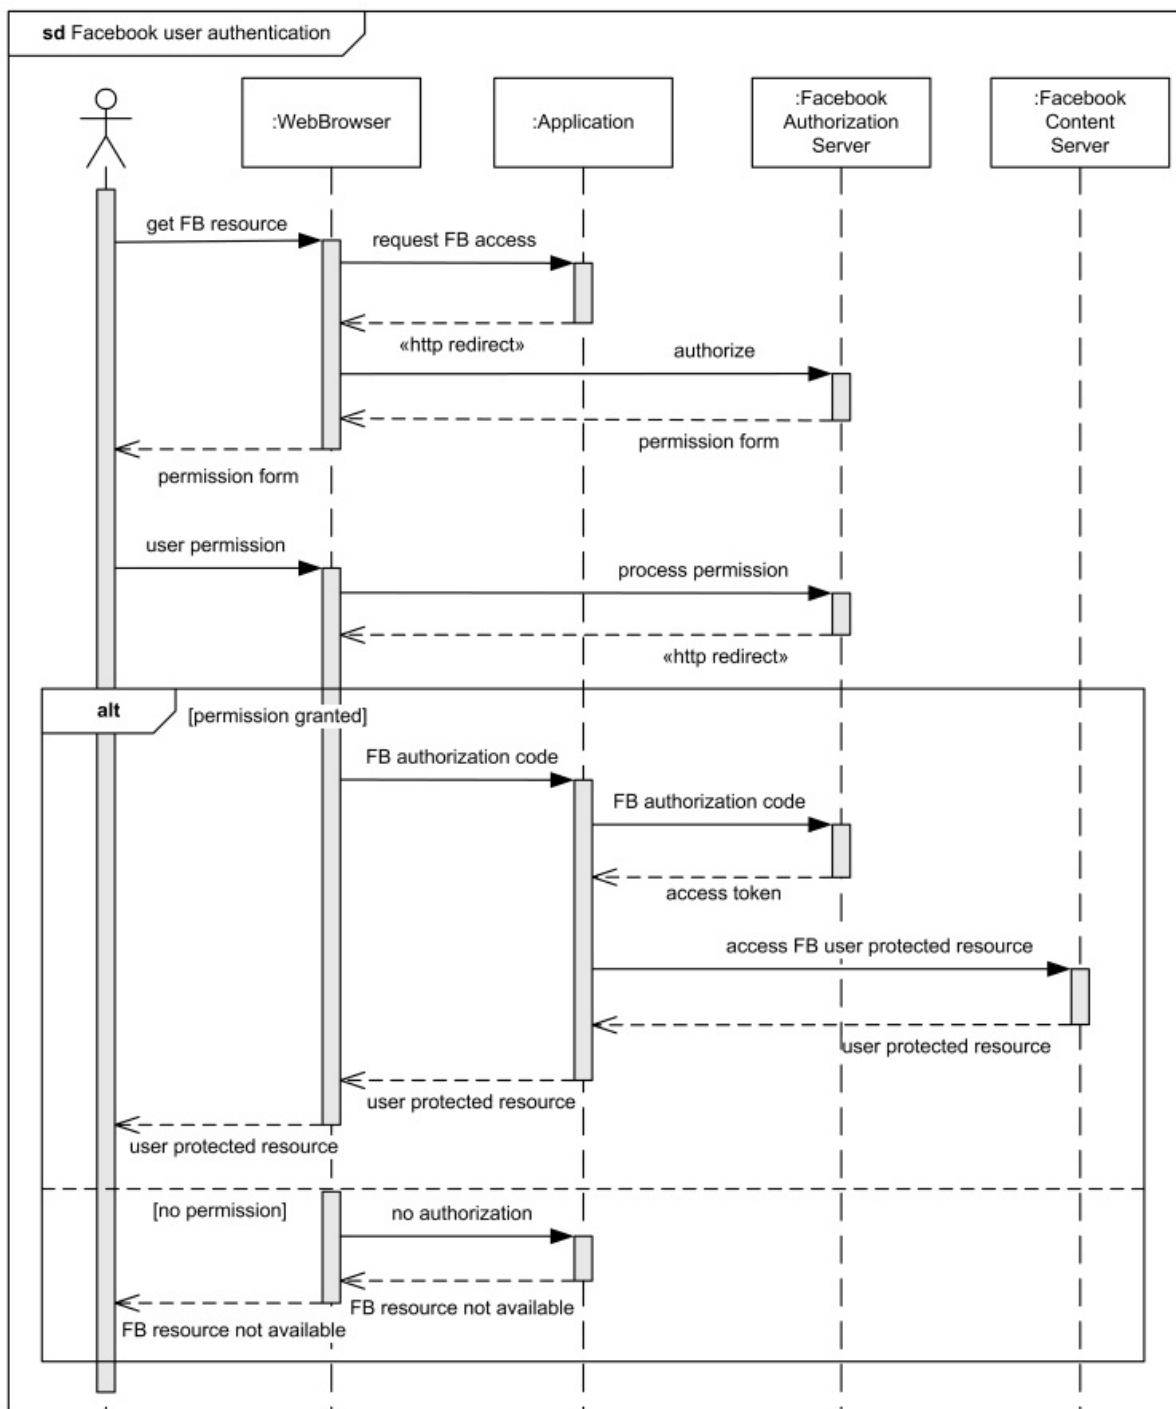 sd Facebook user authentication
:WebBrowser
:Application
:Facebook
Authorization
Server
:Facebook
Content
Server
get FB resource
request FB access
«http redirect»
authorize
permission form
permission form
user permission
process permission
«http redirect»
alt
[permission granted]
FB authorization code
FB authorization code
access token
access FB user protected resource
user protected resource
user protected resource
user protected resource
[no permission]
no authorization
FB resource not available
FB resource not available